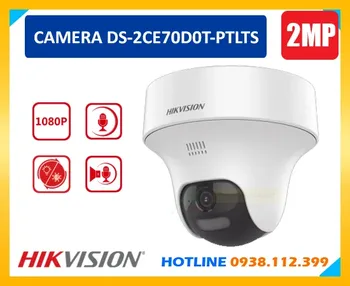 CAMERA DS-2CE70D0T-PTLTS
2MP
1080P
HIKVISION
HIKVISION
HOTLINE 0938.112.399